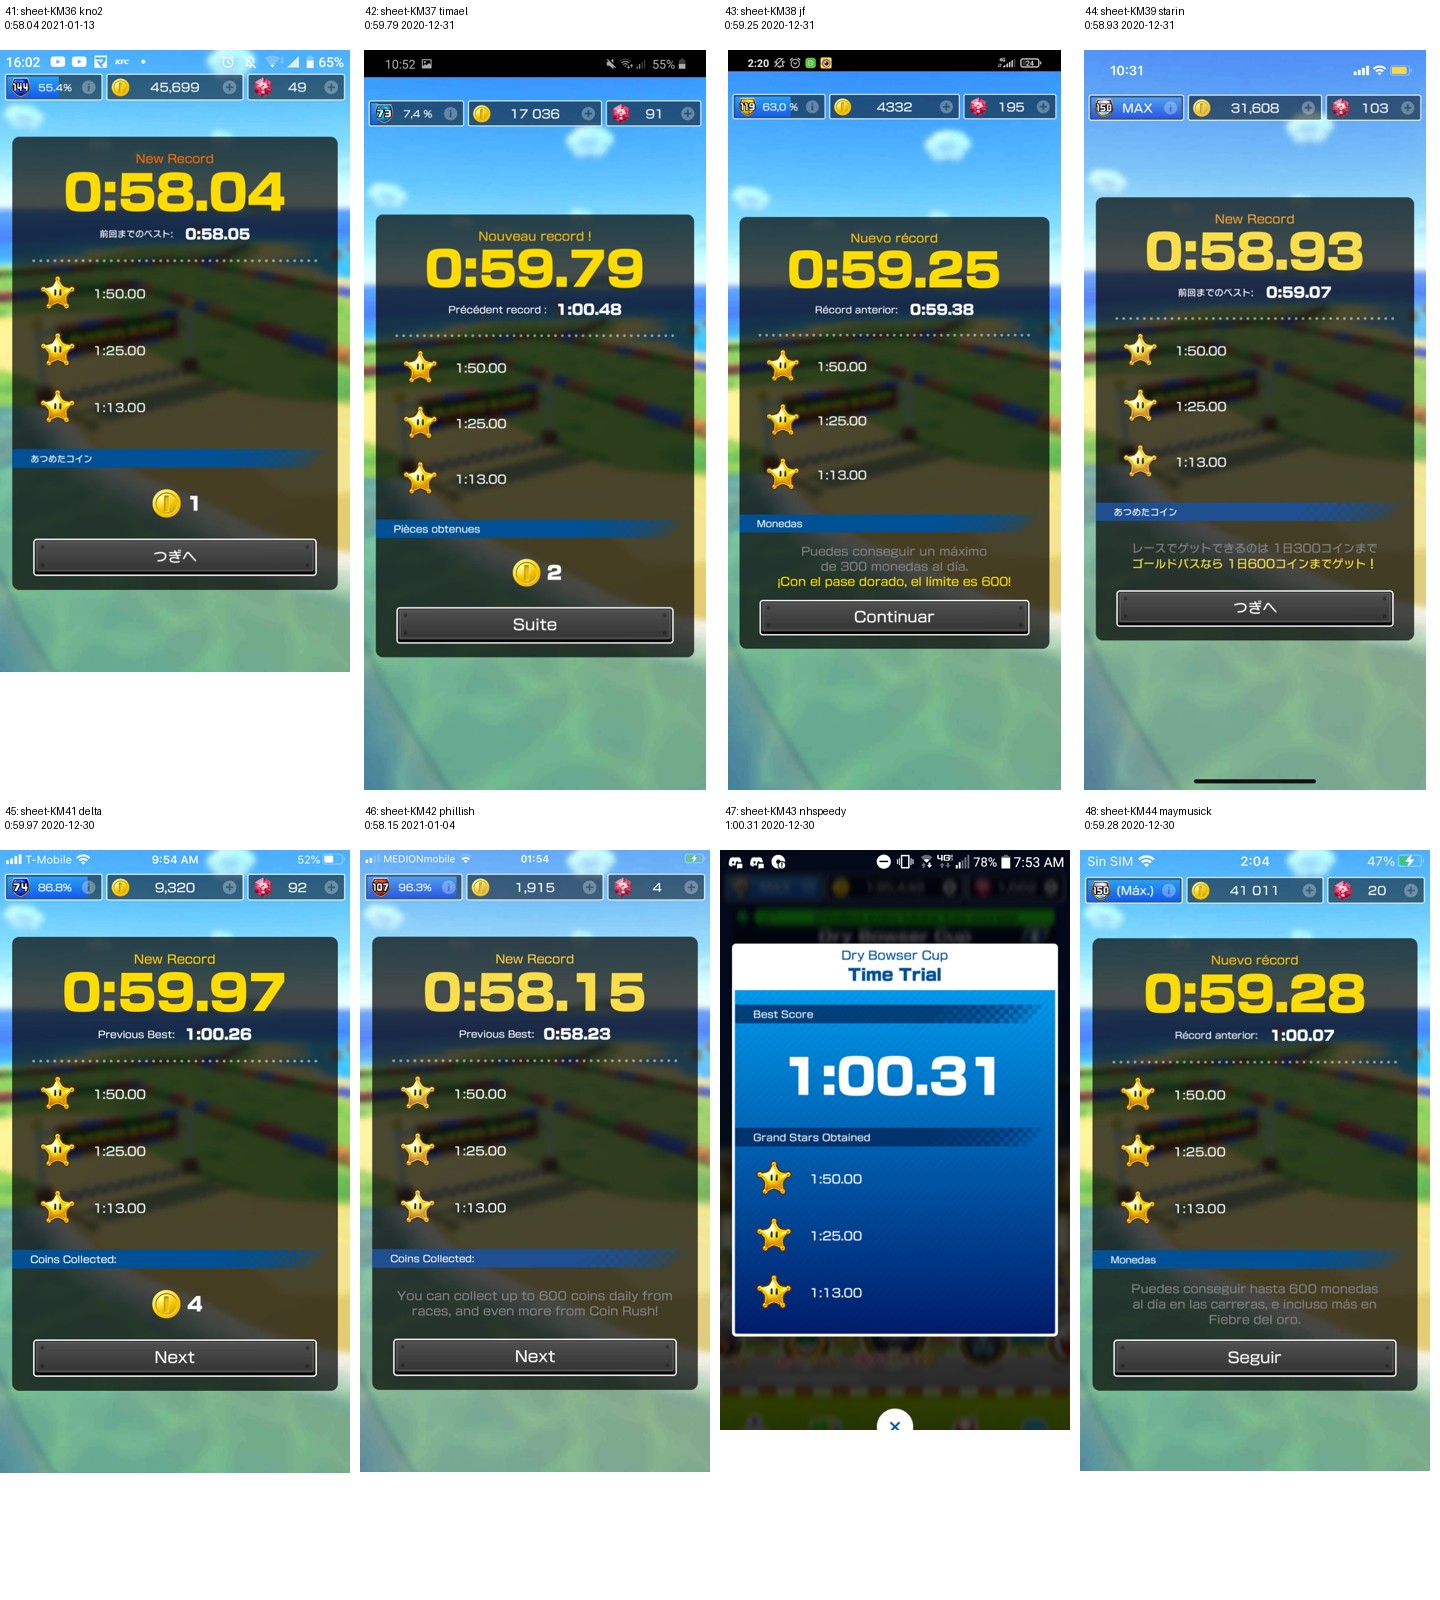 41: sheet-KM36 kno2
0:58.04 2021-01-13
16:02 KFC 65%
144 55.4% 45,699 49
New Record
0:58.04
前回までのベスト: 0:58.05
1:50.00
1:25.00
1:13.00
あつめたコイン
1
つぎへ
42: sheet-KM37 timael
0:59.79 2020-12-31
10:52 55%
73 7,4 % 17 036 91
Nouveau record !
0:59.79
Précédent record : 1:00.48
1:50.00
1:25.00
1:13.00
Pièces obtenues
2
Suite
43: sheet-KM38 jf
0:59.25 2020-12-31
2:20 24
119 63,0 % 4332 195
Nuevo récord
0:59.25
Récord anterior: 0:59.38
1:50.00
1:25.00
1:13.00
Monedas
Puedes conseguir un máximo
de 300 monedas al día.
¡Con el pase dorado, el límite es 600!
Continuar
44: sheet-KM39 starin
0:58.93 2020-12-31
10:31
150 MAX 31,608 103
New Record
0:58.93
前回までのベスト: 0:59.07
1:50.00
1:25.00
1:13.00
あつめたコイン
レースでゲットできるのは 1日300コインまで
ゴールドパスなら 1日600コインまでゲット！
つぎへ
45: sheet-KM41 delta
0:59.97 2020-12-30
T-Mobile 9:54 AM 52%
74 86.8% 9,320 92
New Record
0:59.97
Previous Best: 1:00.26
1:50.00
1:25.00
1:13.00
Coins Collected:
4
Next
46: sheet-KM42 phillish
0:58.15 2021-01-04
MEDIONmobile 01:54
107 96.3% 1,915 4
New Record
0:58.15
Previous Best: 0:58.23
1:50.00
1:25.00
1:13.00
Coins Collected:
You can collect up to 600 coins daily from
races, and even more from Coin Rush!
Next
47: sheet-KM43 nhspeedy
1:00.31 2020-12-30
4G 78% 7:53 AM
Dry Bowser Cup
Dry Bowser Cup
Time Trial
Best Score
1:00.31
Grand Stars Obtained
1:50.00
1:25.00
1:13.00
48: sheet-KM44 maymusick
0:59.28 2020-12-30
Sin SIM 2:04 47%
150 (Máx.) 41 011 20
Nuevo récord
0:59.28
Récord anterior: 1:00.07
1:50.00
1:25.00
1:13.00
Monedas
Puedes conseguir hasta 600 monedas
al día en las carreras, e incluso más en
Fiebre del oro.
Seguir